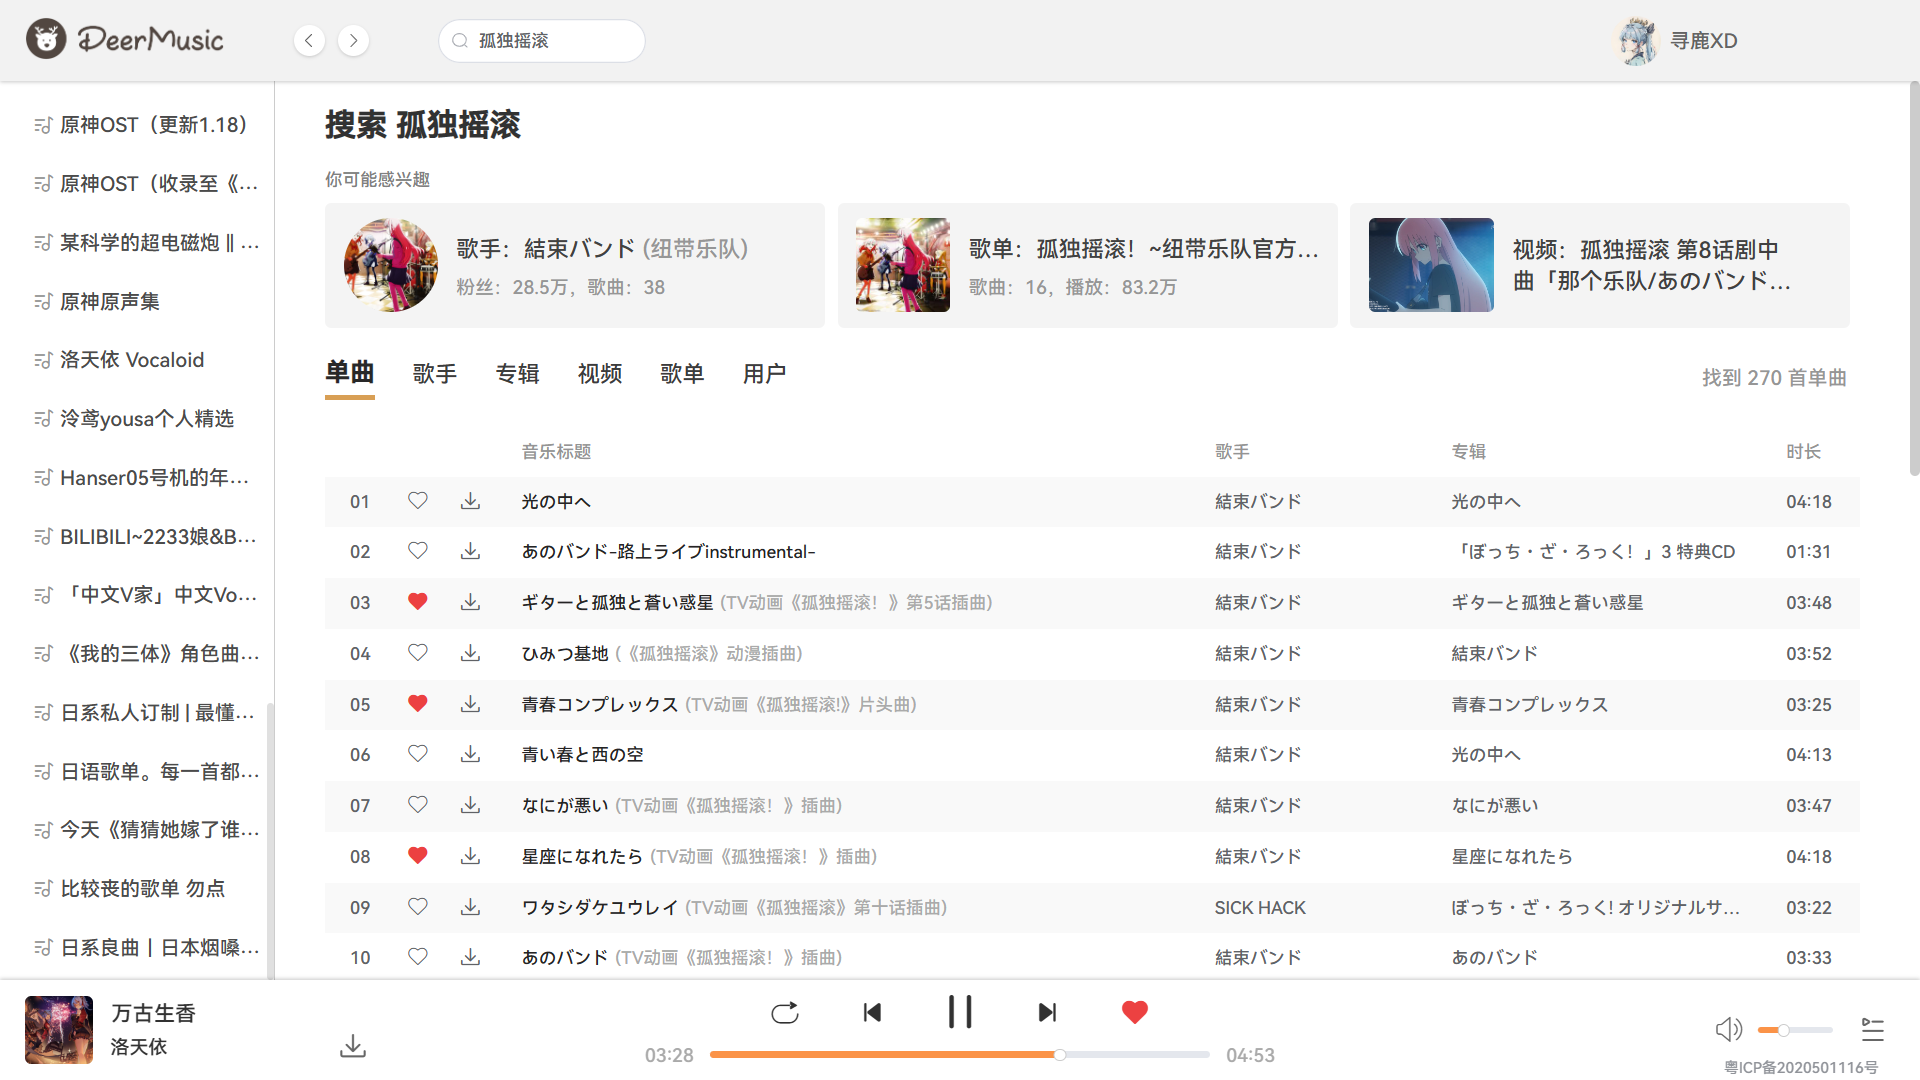 DeerMusic
孤独摇滚
寻鹿XD
原神OST（更新1.18）
原神OST（收录至《...
某科学的超电磁炮 ‖ ...
原神原声集
洛天依 Vocaloid
泠鸢yousa个人精选
Hanser05号机的年...
BILIBILI~2233娘&B...
「中文V家」中文Vo...
《我的三体》角色曲...
日系私人订制 | 最懂...
日语歌单。每一首都...
今天《猜猜她嫁了谁...
比较丧的歌单 勿点
日系良曲丨日本烟嗓...
搜索 孤独摇滚
你可能感兴趣
歌手：結束バンド (纽带乐队)
粉丝：28.5万，歌曲：38
歌单：孤独摇滚！~纽带乐队官方...
歌曲：16，播放：83.2万
视频：孤独摇滚 第8话剧中
曲「那个乐队/あのバンド...
单曲 歌手 专辑 视频 歌单 用户
找到 270 首单曲
音乐标题 歌手 专辑 时长
01 光の中へ 結束バンド 光の中へ 04:18
02 あのバンド-路上ライブinstrumental- 結束バンド 「ぼっち・ざ・ろっく！」3 特典CD 01:31
03 ギターと孤独と蒼い惑星 (TV动画《孤独摇滚！》第5话插曲) 結束バンド ギターと孤独と蒼い惑星 03:48
04 ひみつ基地 (《孤独摇滚》动漫插曲) 結束バンド 結束バンド 03:52
05 青春コンプレックス (TV动画《孤独摇滚!》片头曲) 結束バンド 青春コンプレックス 03:25
06 青い春と西の空 結束バンド 光の中へ 04:13
07 なにが悪い (TV动画《孤独摇滚！》插曲) 結束バンド なにが悪い 03:47
08 星座になれたら (TV动画《孤独摇滚！》插曲) 結束バンド 星座になれたら 04:18
09 ワタシダケユウレイ (TV动画《孤独摇滚》第十话插曲) SICK HACK ぼっち・ざ・ろっく! オリジナルサ... 03:22
10 あのバンド (TV动画《孤独摇滚！》插曲) 結束バンド あのバンド 03:33
万古生香
洛天依
03:28 04:53
粤ICP备2020501116号